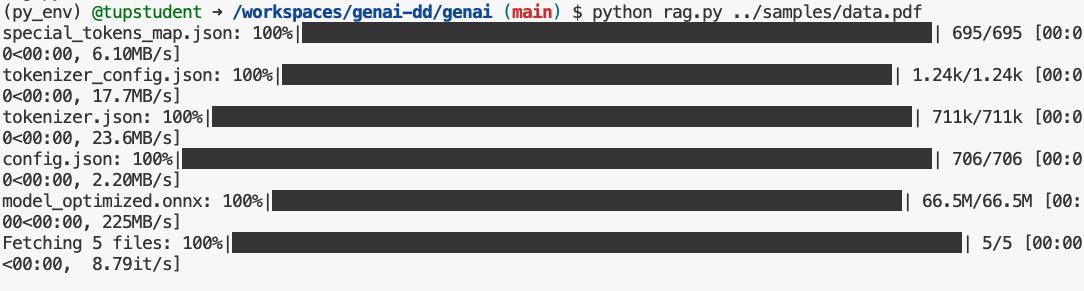 (py_env) @tupstudent ➜ /workspaces/genai-dd/genai (main) $ python rag.py ../samples/data.pdf
special_tokens_map.json: 100%|██████████| 695/695 [00:0
0<00:00, 6.10MB/s]
tokenizer_config.json: 100%|██████████| 1.24k/1.24k [00:0
0<00:00, 17.7MB/s]
tokenizer.json: 100%|██████████| 711k/711k [00:0
0<00:00, 23.6MB/s]
config.json: 100%|██████████| 706/706 [00:0
0<00:00, 2.20MB/s]
model_optimized.onnx: 100%|██████████| 66.5M/66.5M [00:
00<00:00, 225MB/s]
Fetching 5 files: 100%|██████████| 5/5 [00:00
<00:00,  8.79it/s]